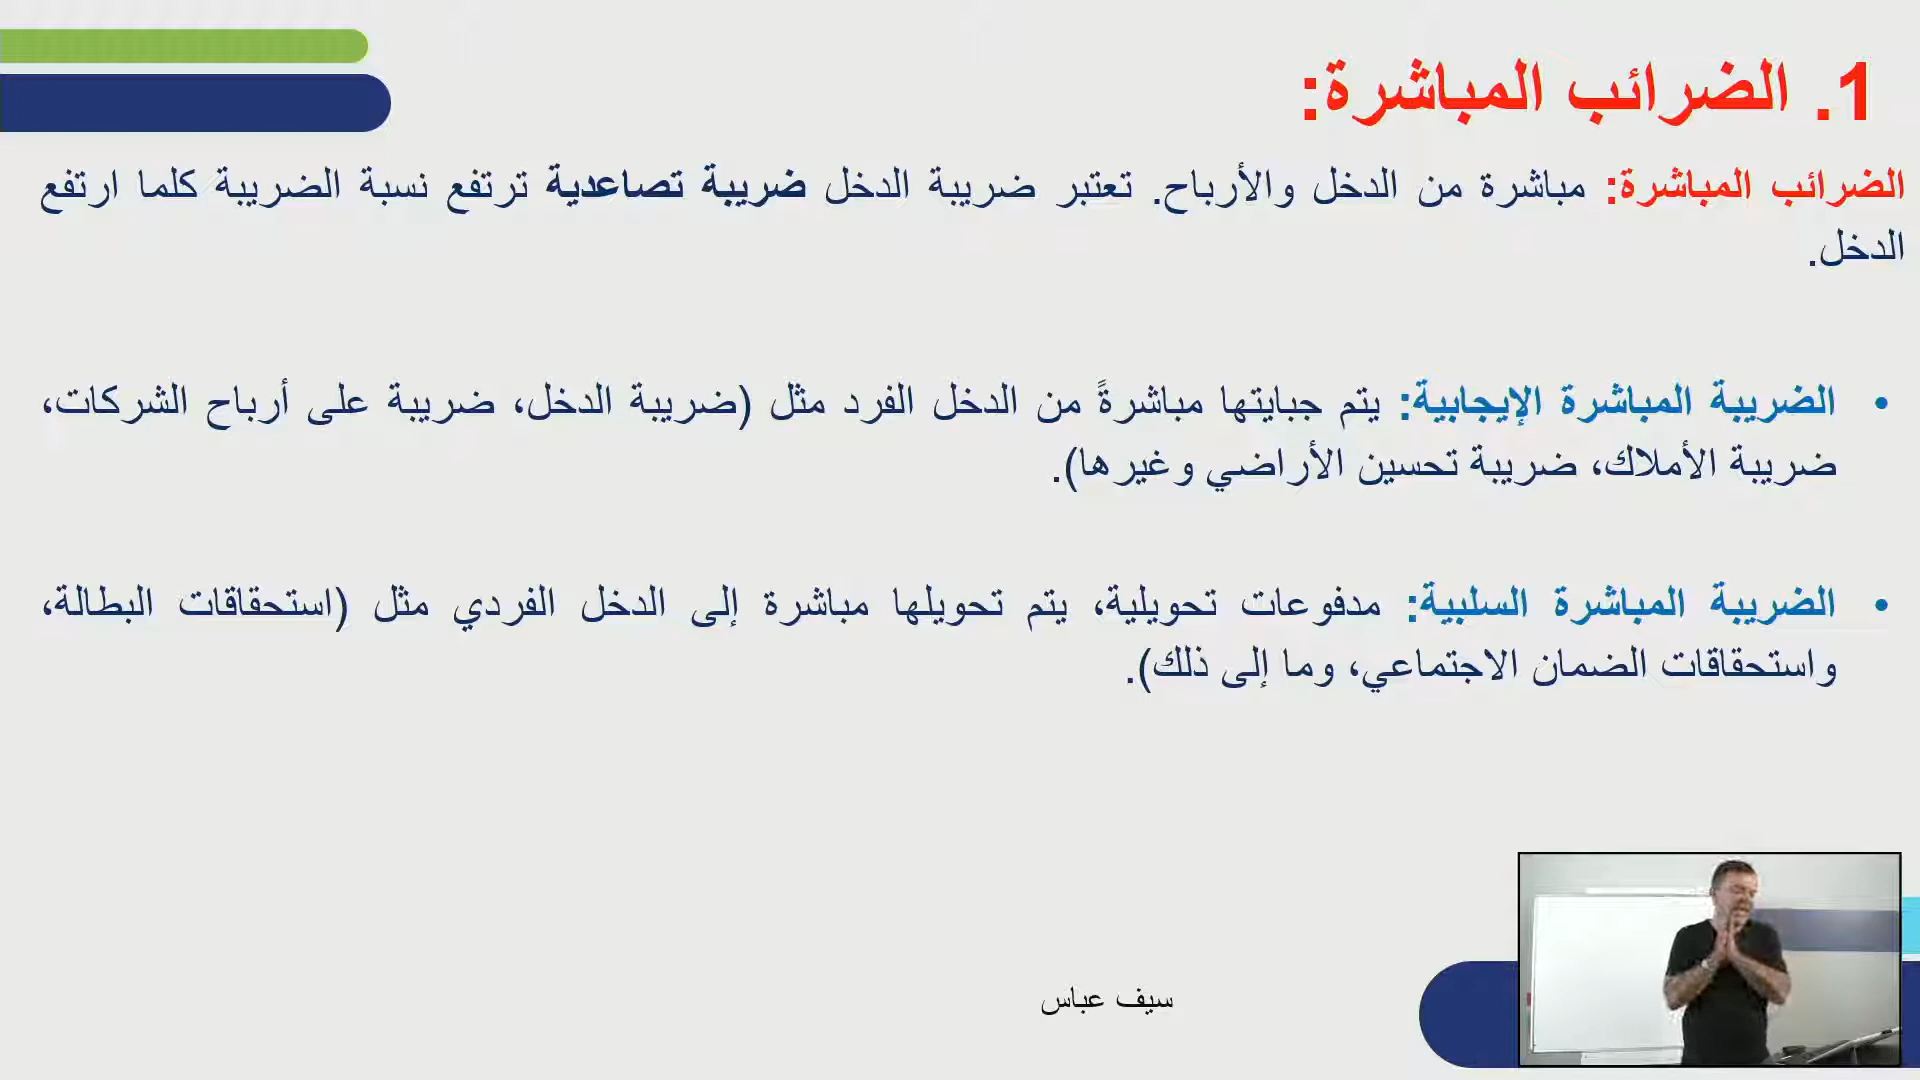 1. الضرائب المباشرة:
الضرائب المباشرة: مباشرة من الدخل والأرباح. تعتبر ضريبة الدخل ضريبة تصاعدية ترتفع نسبة الضريبة كلما ارتفع
الدخل.
• الضريبة المباشرة الإيجابية: يتم جبايتها مباشرةً من الدخل الفرد مثل (ضريبة الدخل، ضريبة على أرباح الشركات،
ضريبة الأملاك، ضريبة تحسين الأراضي وغيرها).
• الضريبة المباشرة السلبية: مدفوعات تحويلية، يتم تحويلها مباشرة إلى الدخل الفردي مثل (استحقاقات البطالة،
واستحقاقات الضمان الاجتماعي، وما إلى ذلك).
سيف عباس